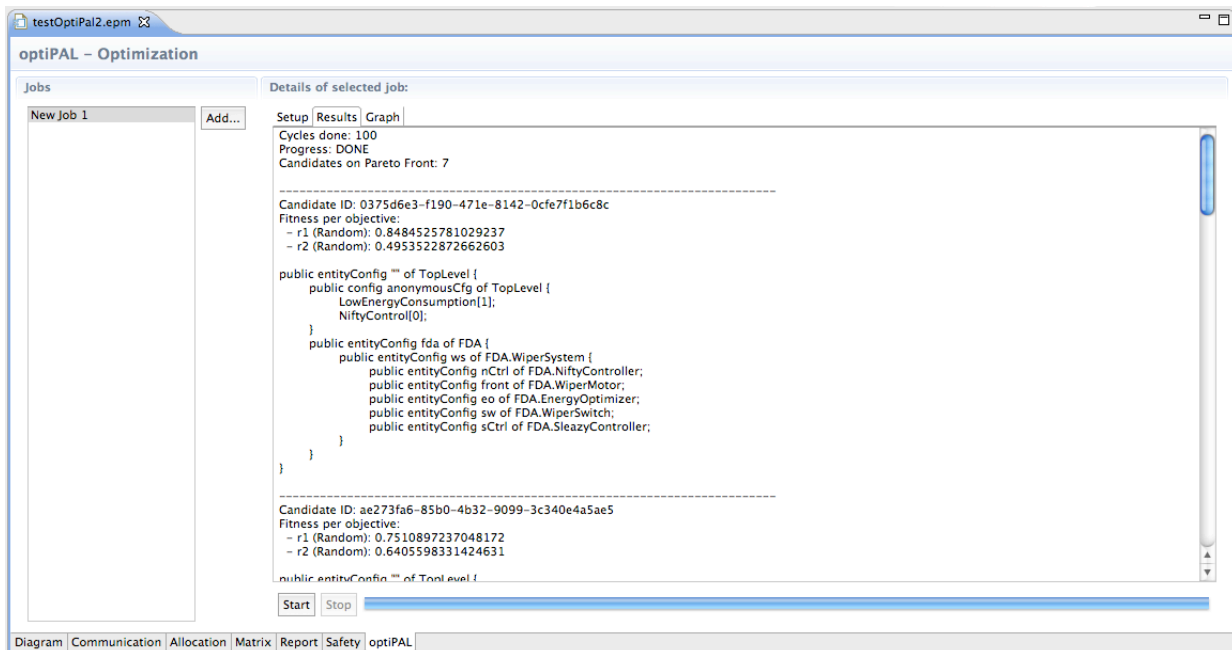 testOptiPal2.epm
optiPAL – Optimization
Jobs
Details of selected job:
New Job 1
Add...
Setup Results Graph
Cycles done: 100
Progress: DONE
Candidates on Pareto Front: 7
--------------------------------------------------------------------------
Candidate ID: 0375d6e3-f190-471e-8142-0cfe7f1b6c8c
Fitness per objective:
– r1 (Random): 0.8484525781029237
– r2 (Random): 0.4953522872662603
public entityConfig "" of TopLevel {
public config anonymousCfg of TopLevel {
LowEnergyConsumption[1];
NiftyControl[0];
}
public entityConfig fda of FDA {
public entityConfig ws of FDA.WiperSystem {
public entityConfig nCtrl of FDA.NiftyController;
public entityConfig front of FDA.WiperMotor;
public entityConfig eo of FDA.EnergyOptimizer;
public entityConfig sw of FDA.WiperSwitch;
public entityConfig sCtrl of FDA.SleazyController;
}
}
}
--------------------------------------------------------------------------
Candidate ID: ae273fa6-85b0-4b32-9099-3c340e4a5ae5
Fitness per objective:
– r1 (Random): 0.7510897237048172
– r2 (Random): 0.6405598331424631
public entityConfig "" of TopLevel {
Start Stop
Diagram Communication Allocation Matrix Report Safety optiPAL